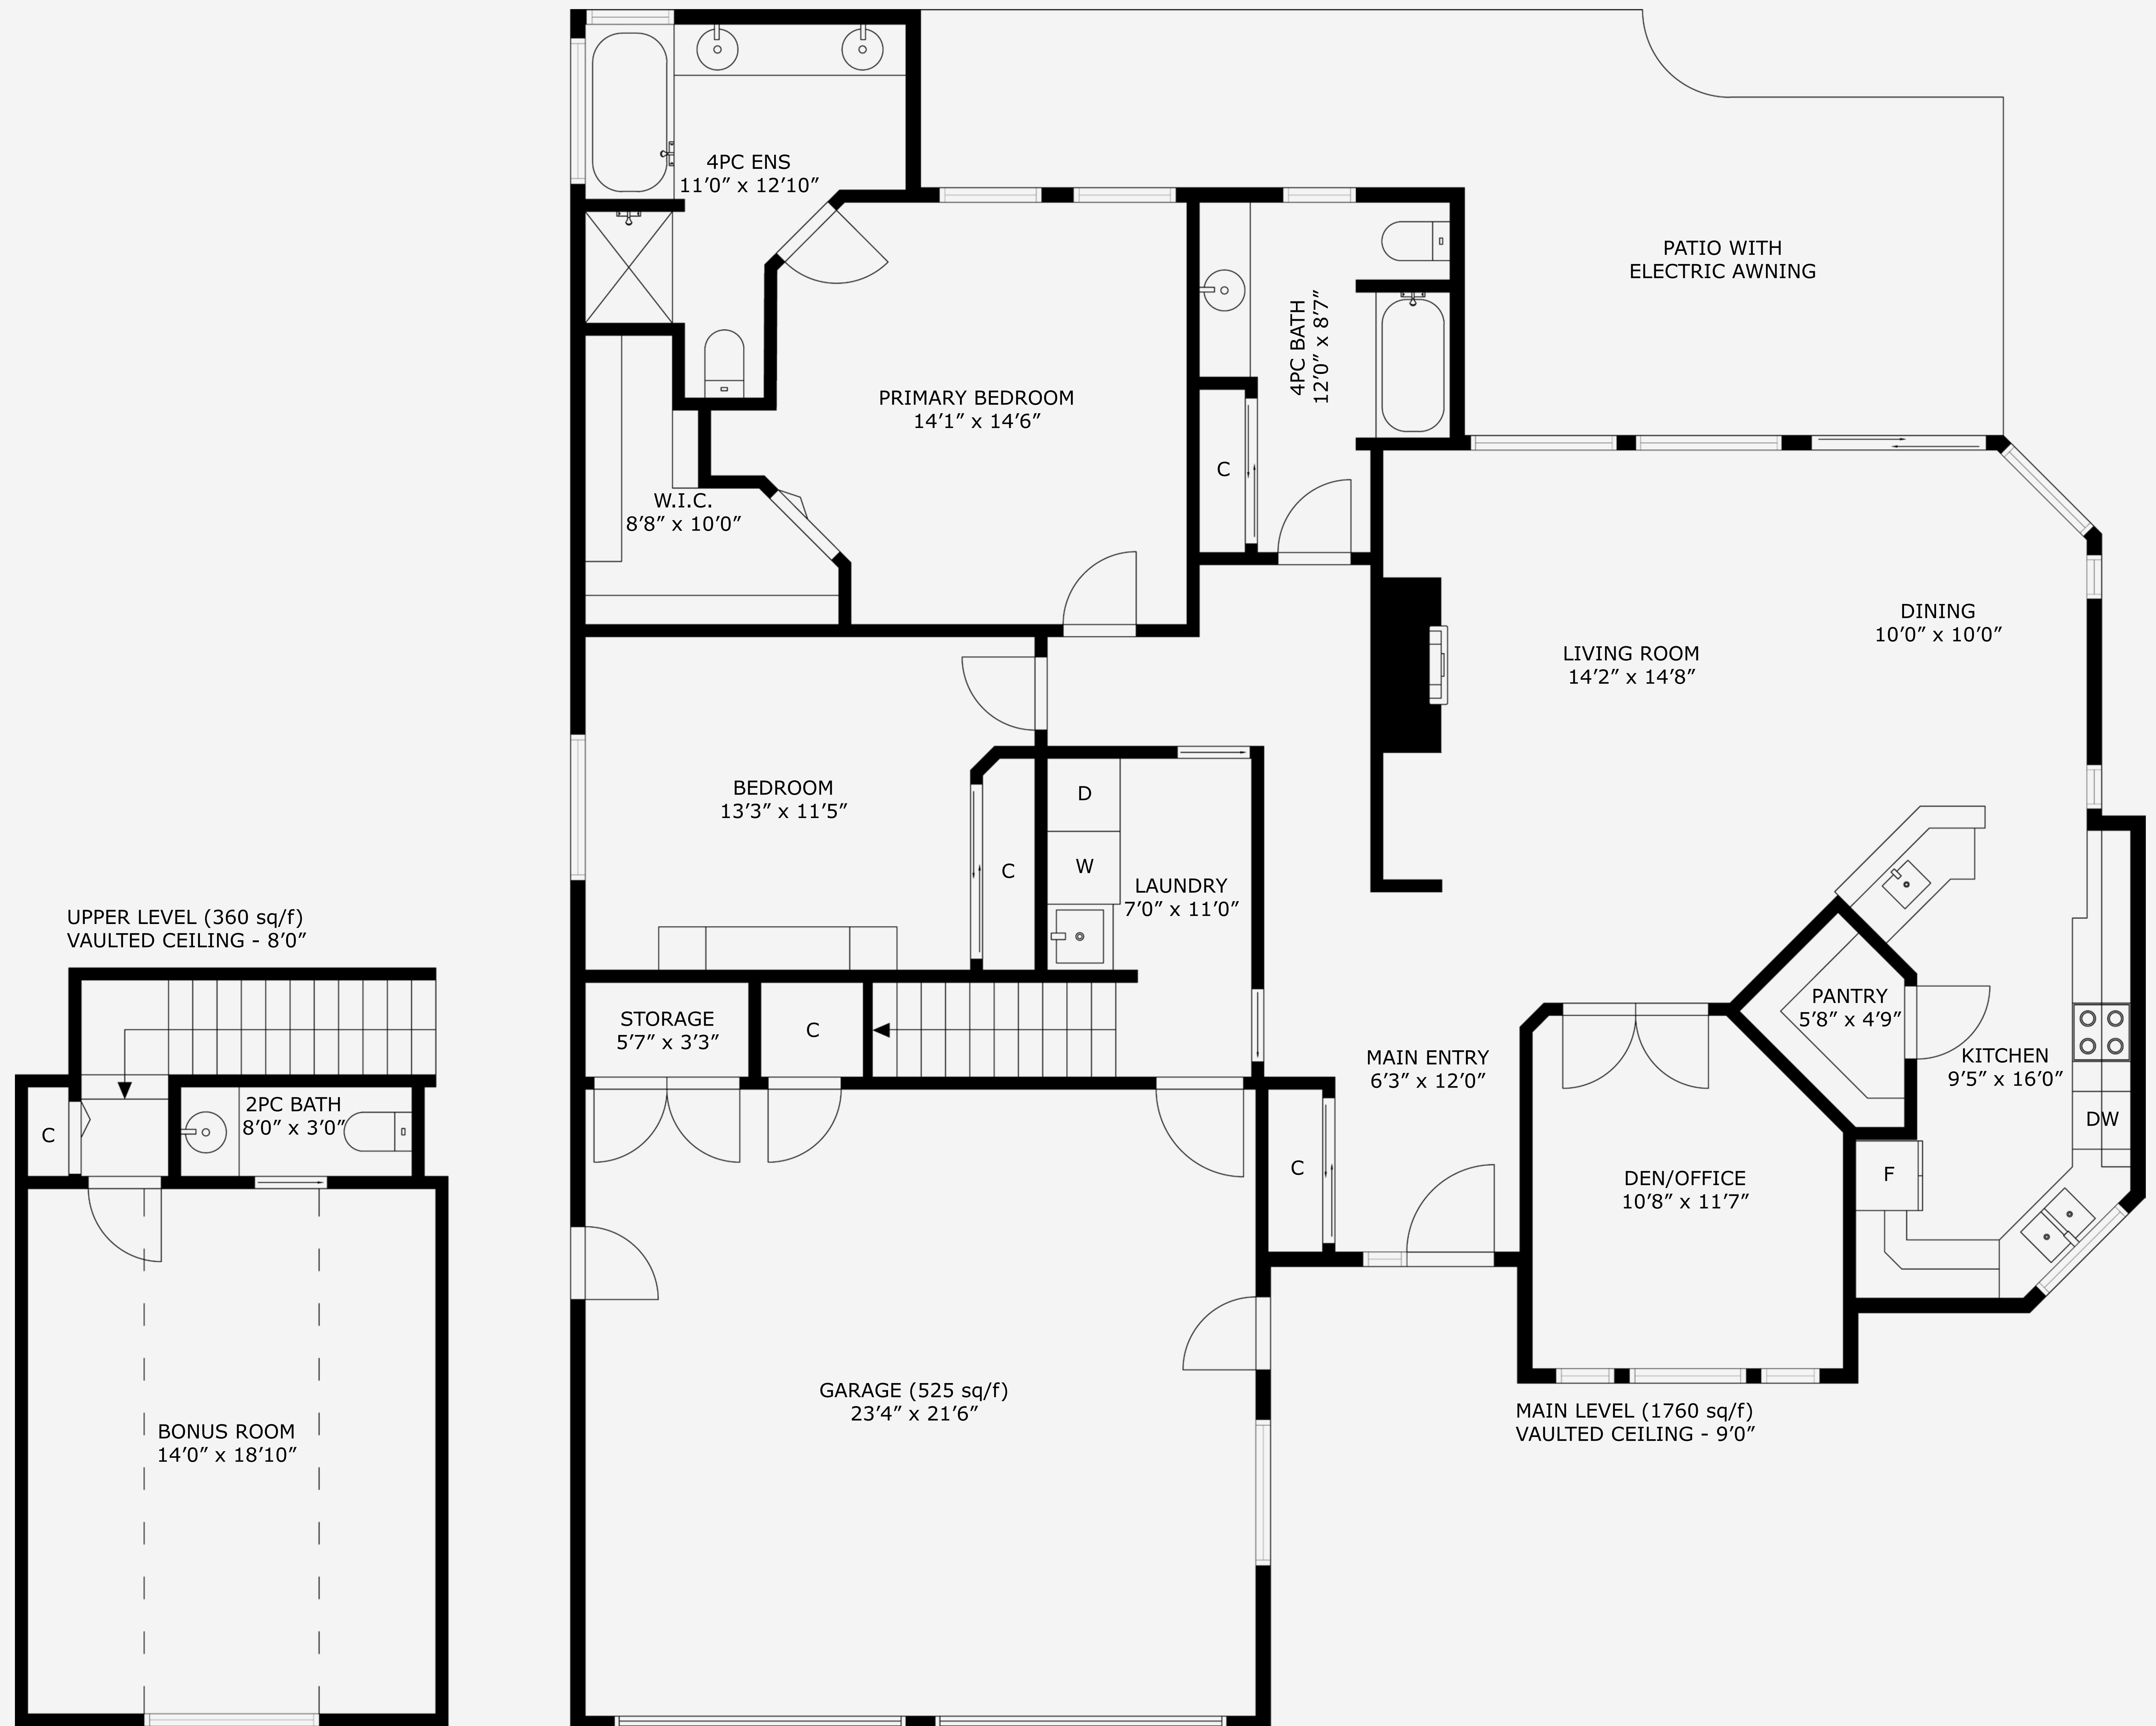 4PC ENS
11’0” x 12’10”
PATIO WITH
ELECTRIC AWNING
4PC BATH
12’0” x 8’7”
PRIMARY BEDROOM
14’1” x 14’6”
C
W.I.C.
8’8” x 10’0”
DINING
10’0” x 10’0”
LIVING ROOM
14’2” x 14’8”
BEDROOM
13’3” x 11’5”
D
W
C
LAUNDRY
7’0” x 11’0”
UPPER LEVEL (360 sq/f)
VAULTED CEILING - 8’0”
STORAGE
5’7” x 3’3”
C
PANTRY
5’8” x 4’9”
MAIN ENTRY
6’3” x 12’0”
KITCHEN
9’5” x 16’0”
DW
2PC BATH
8’0” x 3’0”
C
C
DEN/OFFICE
10’8” x 11’7”
F
GARAGE (525 sq/f)
23’4” x 21’6”
MAIN LEVEL (1760 sq/f)
VAULTED CEILING - 9’0”
BONUS ROOM
14’0” x 18’10”